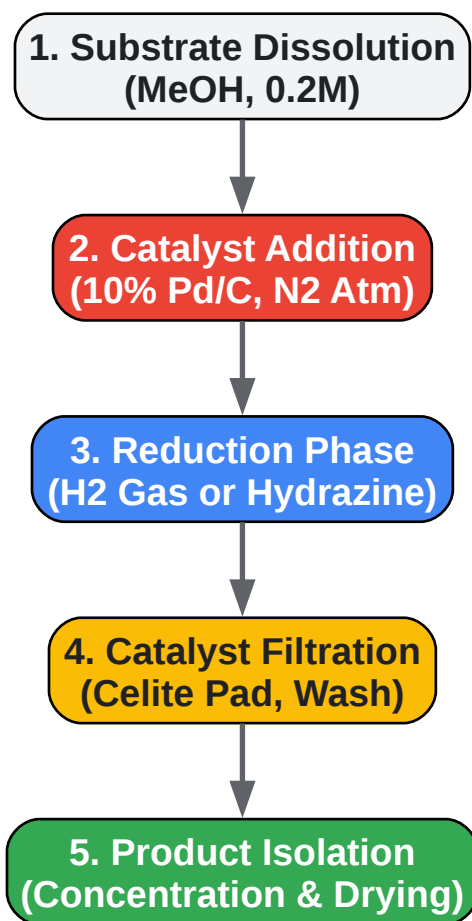 1. Substrate Dissolution
(MeOH, 0.2M)
2. Catalyst Addition
(10% Pd/C, N2 Atm)
3. Reduction Phase
(H2 Gas or Hydrazine)
4. Catalyst Filtration
(Celite Pad, Wash)
5. Product Isolation
(Concentration & Drying)